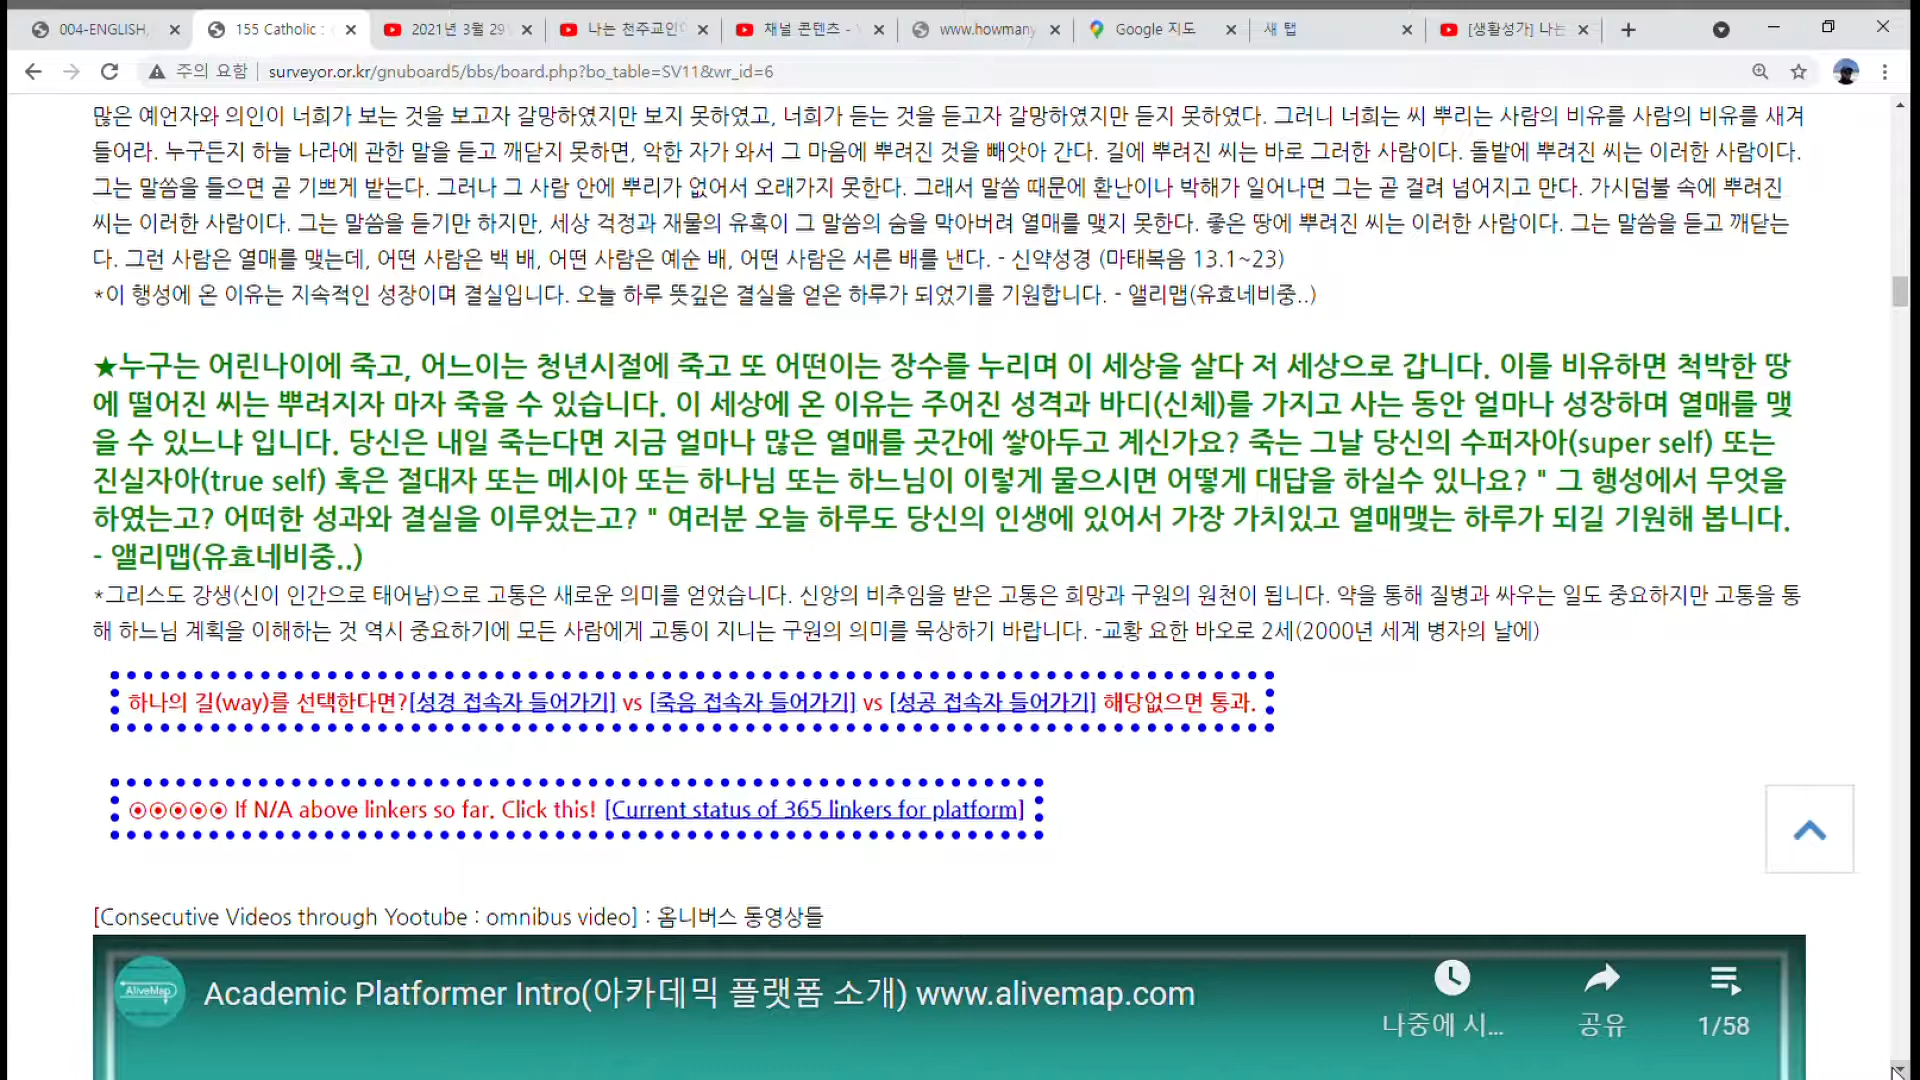 004-ENGLISH,
155 Catholic :
2021년 3월 29
나는 천주교인
채널 콘텐츠 -
www.howmany
Google 지도
새 탭
[생활성가] 나는
주의 요함
surveyor.or.kr/gnuboard5/bbs/board.php?bo_table=SV11&wr_id=6
많은 예언자와 의인이 너희가 보는 것을 보고자 갈망하였지만 보지 못하였고, 너희가 듣는 것을 듣고자 갈망하였지만 듣지 못하였다. 그러니 너희는 씨 뿌리는 사람의 비유를 사람의 비유를 새겨
들어라. 누구든지 하늘 나라에 관한 말을 듣고 깨닫지 못하면, 악한 자가 와서 그 마음에 뿌려진 것을 빼앗아 간다. 길에 뿌려진 씨는 바로 그러한 사람이다. 돌밭에 뿌려진 씨는 이러한 사람이다.
그는 말씀을 들으면 곧 기쁘게 받는다. 그러나 그 사람 안에 뿌리가 없어서 오래가지 못한다. 그래서 말씀 때문에 환난이나 박해가 일어나면 그는 곧 걸려 넘어지고 만다. 가시덤불 속에 뿌려진
씨는 이러한 사람이다. 그는 말씀을 듣기만 하지만, 세상 걱정과 재물의 유혹이 그 말씀의 숨을 막아버려 열매를 맺지 못한다. 좋은 땅에 뿌려진 씨는 이러한 사람이다. 그는 말씀을 듣고 깨닫는
다. 그런 사람은 열매를 맺는데, 어떤 사람은 백 배, 어떤 사람은 예순 배, 어떤 사람은 서른 배를 낸다. - 신약성경 (마태복음 13.1~23)
*이 행성에 온 이유는 지속적인 성장이며 결실입니다. 오늘 하루 뜻깊은 결실을 얻은 하루가 되었기를 기원합니다. - 앨리맵(유효네비중..)
★누구는 어린나이에 죽고, 어느이는 청년시절에 죽고 또 어떤이는 장수를 누리며 이 세상을 살다 저 세상으로 갑니다. 이를 비유하면 척박한 땅
에 떨어진 씨는 뿌려지자 마자 죽을 수 있습니다. 이 세상에 온 이유는 주어진 성격과 바디(신체)를 가지고 사는 동안 얼마나 성장하며 열매를 맺
을 수 있느냐 입니다. 당신은 내일 죽는다면 지금 얼마나 많은 열매를 곳간에 쌓아두고 계신가요? 죽는 그날 당신의 수퍼자아(super self) 또는
진실자아(true self) 혹은 절대자 또는 메시아 또는 하나님 또는 하느님이 이렇게 물으시면 어떻게 대답을 하실수 있나요? " 그 행성에서 무엇을
하였는고? 어떠한 성과와 결실을 이루었는고? " 여러분 오늘 하루도 당신의 인생에 있어서 가장 가치있고 열매맺는 하루가 되길 기원해 봅니다.
- 앨리맵(유효네비중..)
*그리스도 강생(신이 인간으로 태어남)으로 고통은 새로운 의미를 얻었습니다. 신앙의 비추임을 받은 고통은 희망과 구원의 원천이 됩니다. 약을 통해 질병과 싸우는 일도 중요하지만 고통을 통
해 하느님 계획을 이해하는 것 역시 중요하기에 모든 사람에게 고통이 지니는 구원의 의미를 묵상하기 바랍니다. -교황 요한 바오로 2세(2000년 세계 병자의 날에)
하나의 길(way)를 선택한다면?[성경 접속자 들어가기] vs [죽음 접속자 들어가기] vs [성공 접속자 들어가기] 해당없으면 통과.
⦿⦿⦿⦿⦿ If N/A above linkers so far. Click this! [Current status of 365 linkers for platform]
[Consecutive Videos through Yootube : omnibus video] : 옴니버스 동영상들
AliveMap
Academic Platformer Intro(아카데믹 플랫폼 소개) www.alivemap.com
나중에 시...
공유
1/58